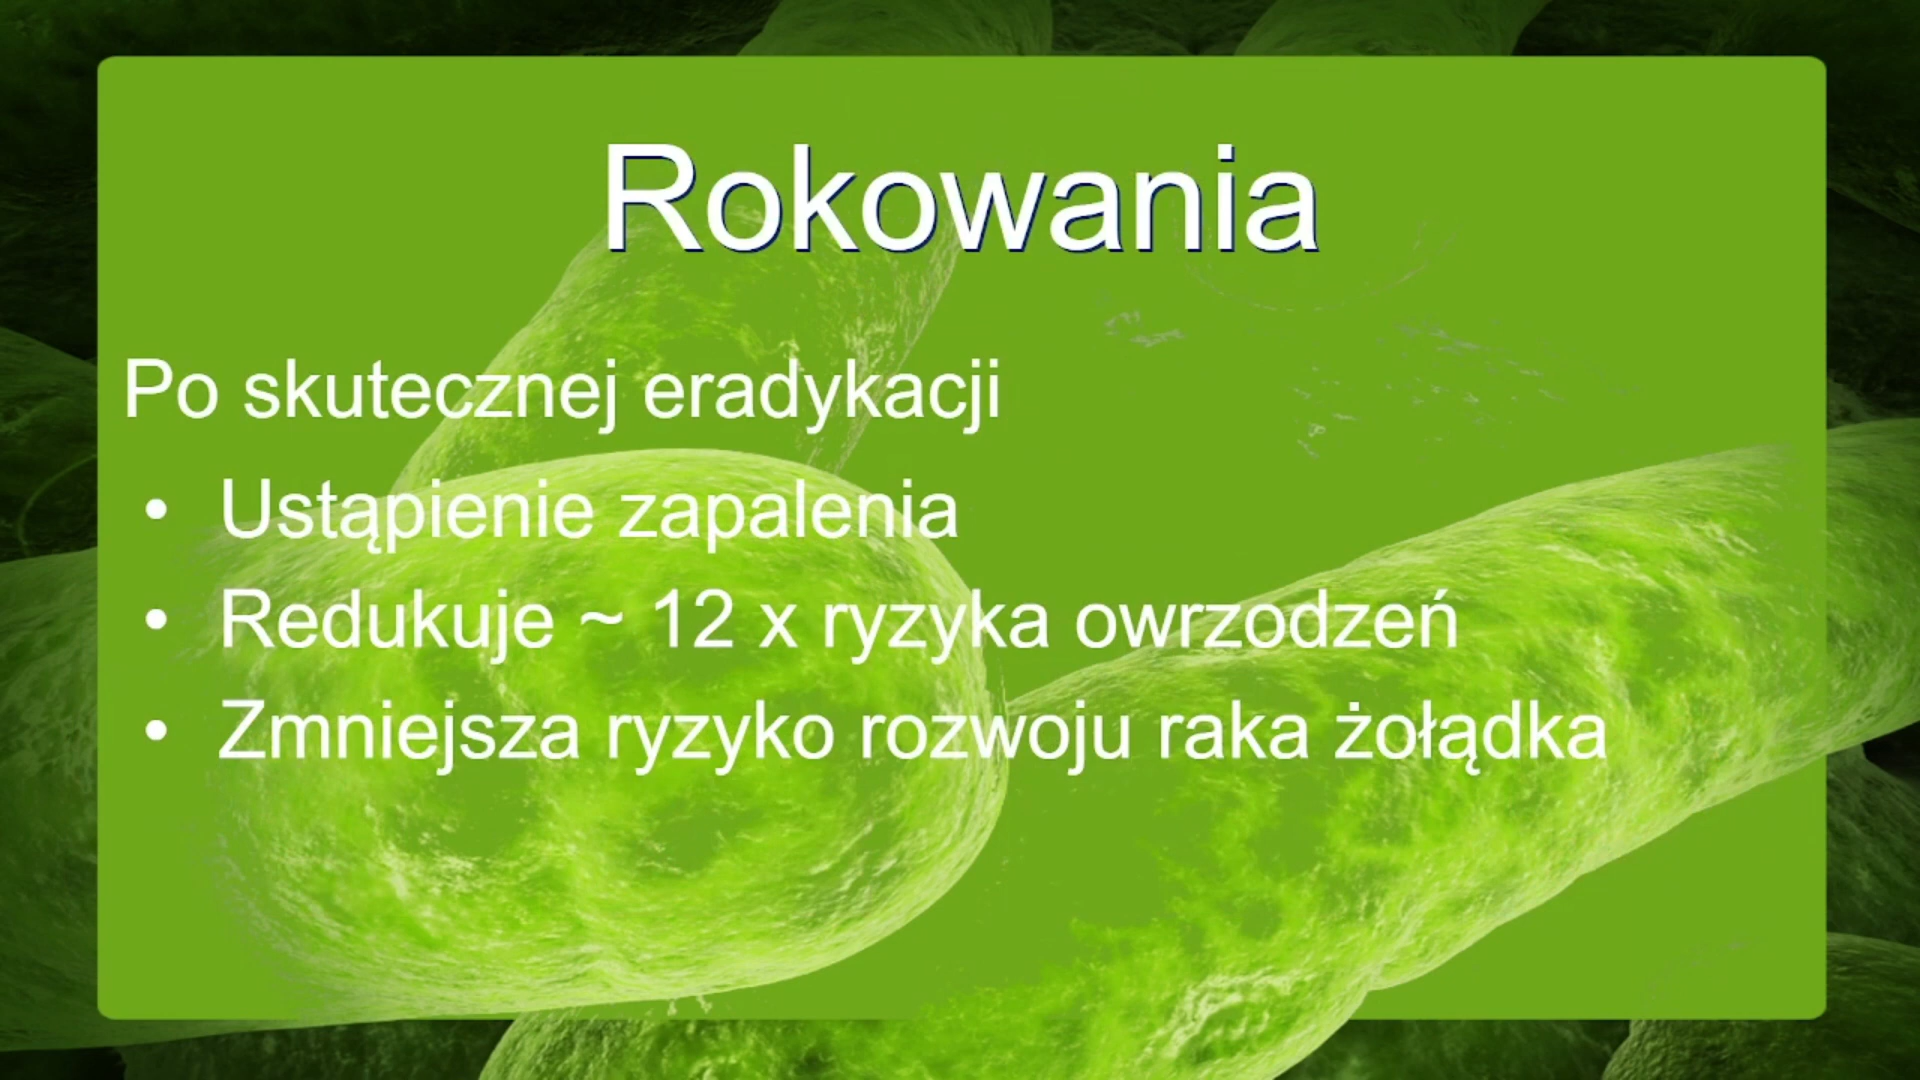 Rokowania
Po skutecznej eradykacji
• Ustąpienie zapalenia
• Redukuje ~ 12 x ryzyka owrzodzeń
• Zmniejsza ryzyko rozwoju raka żołądka